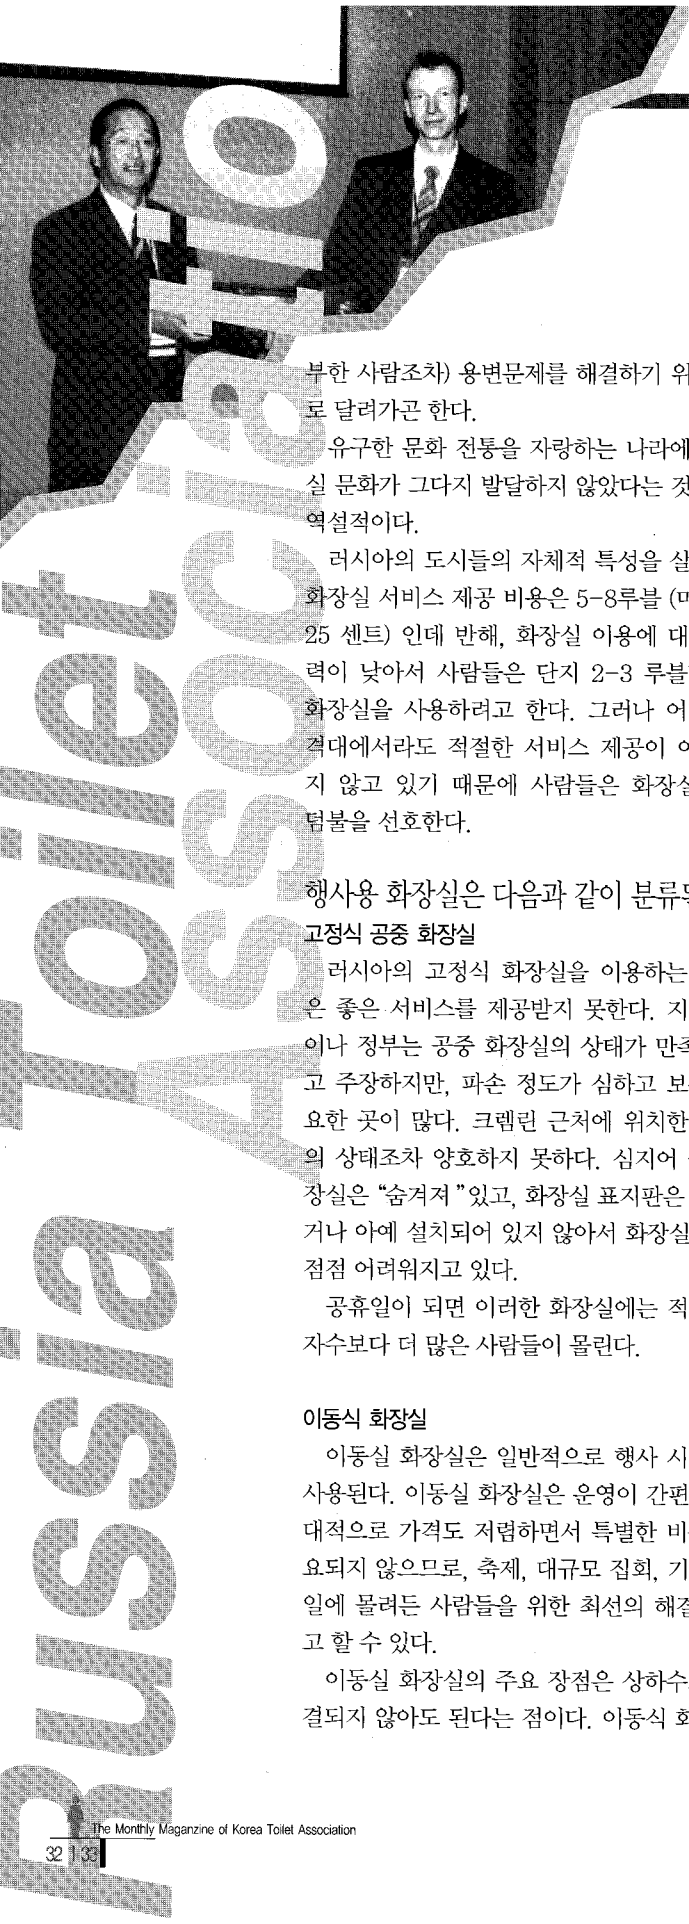 Russia Toilet
Associatio
부한 사람조차) 용변문제를 해결하기 위
로 달려가곤 한다.
유구한 문화 전통을 자랑하는 나라에
실 문화가 그다지 발달하지 않았다는 것
역설적이다.
러시아의 도시들의 자체적 특성을 살
화장실 서비스 제공 비용은 5-8루블 (미
25 센트) 인데 반해, 화장실 이용에 대
력이 낮아서 사람들은 단지 2-3 루블
화장실을 사용하려고 한다. 그러나 어
격대에서라도 적절한 서비스 제공이 이
지 않고 있기 때문에 사람들은 화장실
덤불을 선호한다.
행사용 화장실은 다음과 같이 분류되
고정식 공중 화장실
러시아의 고정식 화장실을 이용하는
은 좋은 서비스를 제공받지 못한다. 지
이나 정부는 공중 화장실의 상태가 만족
고 주장하지만, 파손 정도가 심하고 보
요한 곳이 많다. 크렘린 근처에 위치한
의 상태조차 양호하지 못하다. 심지어
장실은 “숨겨져 ”있고, 화장실 표지판은
거나 아예 설치되어 있지 않아서 화장실
점점 어려워지고 있다.
공휴일이 되면 이러한 화장실에는 적
자수보다 더 많은 사람들이 몰린다.
이동식 화장실
이동실 화장실은 일반적으로 행사 시
사용된다. 이동실 화장실은 운영이 간편
대적으로 가격도 저렴하면서 특별한 비
요되지 않으므로, 축제, 대규모 집회, 기
일에 몰려든 사람들을 위한 최선의 해결
고 할 수 있다.
이동실 화장실의 주요 장점은 상하수
결되지 않아도 된다는 점이다. 이동식 화
The Monthly Maganzine of Korea Toilet Association
32 | 33